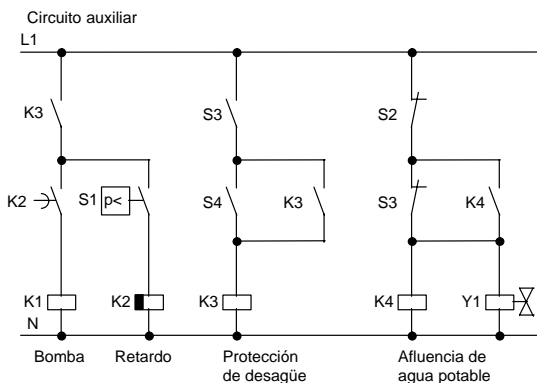 Circuito auxiliar
L1
K3
S3
S2
K2
S1
p<
S4
K3
S3
K4
K1
K2
K3
K4
Y1
N
Bomba
Retardo
Protección
de desagüe
Afluencia de
agua potable